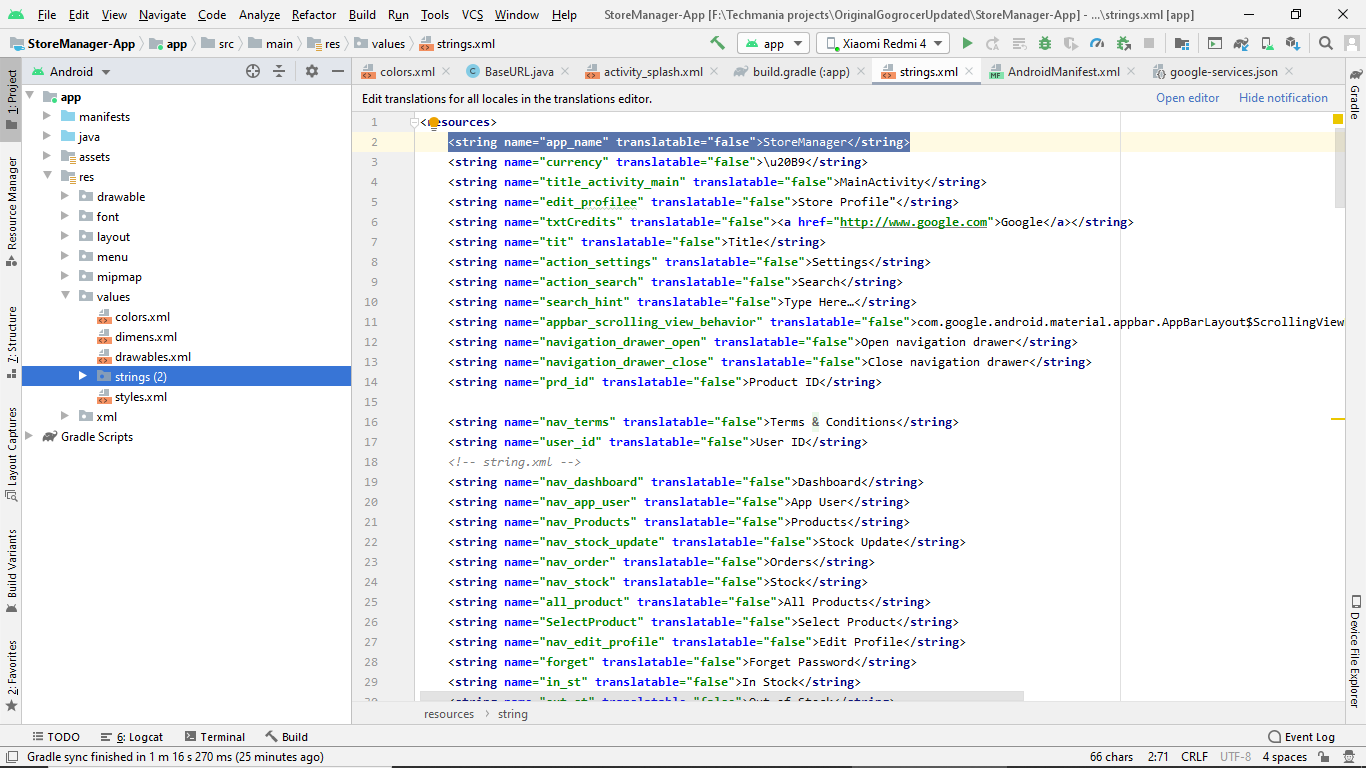 File Edit View Navigate Code Analyze Refactor Build Run Tools VCS Window Help StoreManager-App [F:\Techmania projects\OriginalGogrocerUpdated\StoreManager-App] - ...\strings.xml [app]
StoreManager-App app src main res values strings.xml app Xiaomi Redmi 4
Android
colors.xml BaseURL.java activity_splash.xml build.gradle (:app) strings.xml AndroidManifest.xml google-services.json
Edit translations for all locales in the translations editor. Open editor Hide notification
1: Project
Resource Manager
7: Structure
Layout Captures
Build Variants
2: Favorites
app
manifests
java
assets
res
drawable
font
layout
menu
mipmap
values
colors.xml
dimens.xml
drawables.xml
strings (2)
styles.xml
xml
Gradle Scripts
1 <resources>
2 <string name="app_name" translatable="false">StoreManager</string>
3 <string name="currency" translatable="false">\u20B9</string>
4 <string name="title_activity_main" translatable="false">MainActivity</string>
5 <string name="edit_profilee" translatable="false">Store Profile"</string>
6 <string name="txtCredits" translatable="false"><a href="http://www.google.com">Google</a></string>
7 <string name="tit" translatable="false">Title</string>
8 <string name="action_settings" translatable="false">Settings</string>
9 <string name="action_search" translatable="false">Search</string>
10 <string name="search_hint" translatable="false">Type Here…</string>
11 <string name="appbar_scrolling_view_behavior" translatable="false">com.google.android.material.appbar.AppBarLayout$ScrollingView
12 <string name="navigation_drawer_open" translatable="false">Open navigation drawer</string>
13 <string name="navigation_drawer_close" translatable="false">Close navigation drawer</string>
14 <string name="prd_id" translatable="false">Product ID</string>
15
16 <string name="nav_terms" translatable="false">Terms & Conditions</string>
17 <string name="user_id" translatable="false">User ID</string>
18 <!-- string.xml -->
19 <string name="nav_dashboard" translatable="false">Dashboard</string>
20 <string name="nav_app_user" translatable="false">App User</string>
21 <string name="nav_Products" translatable="false">Products</string>
22 <string name="nav_stock_update" translatable="false">Stock Update</string>
23 <string name="nav_order" translatable="false">Orders</string>
24 <string name="nav_stock" translatable="false">Stock</string>
25 <string name="all_product" translatable="false">All Products</string>
26 <string name="SelectProduct" translatable="false">Select Product</string>
27 <string name="nav_edit_profile" translatable="false">Edit Profile</string>
28 <string name="forget" translatable="false">Forget Password</string>
29 <string name="in_st" translatable="false">In Stock</string>
Gradle
Device File Explorer
resources › string
TODO 6: Logcat Terminal Build Event Log
Gradle sync finished in 1 m 16 s 270 ms (25 minutes ago) 66 chars 2:71 CRLF UTF-8 4 spaces